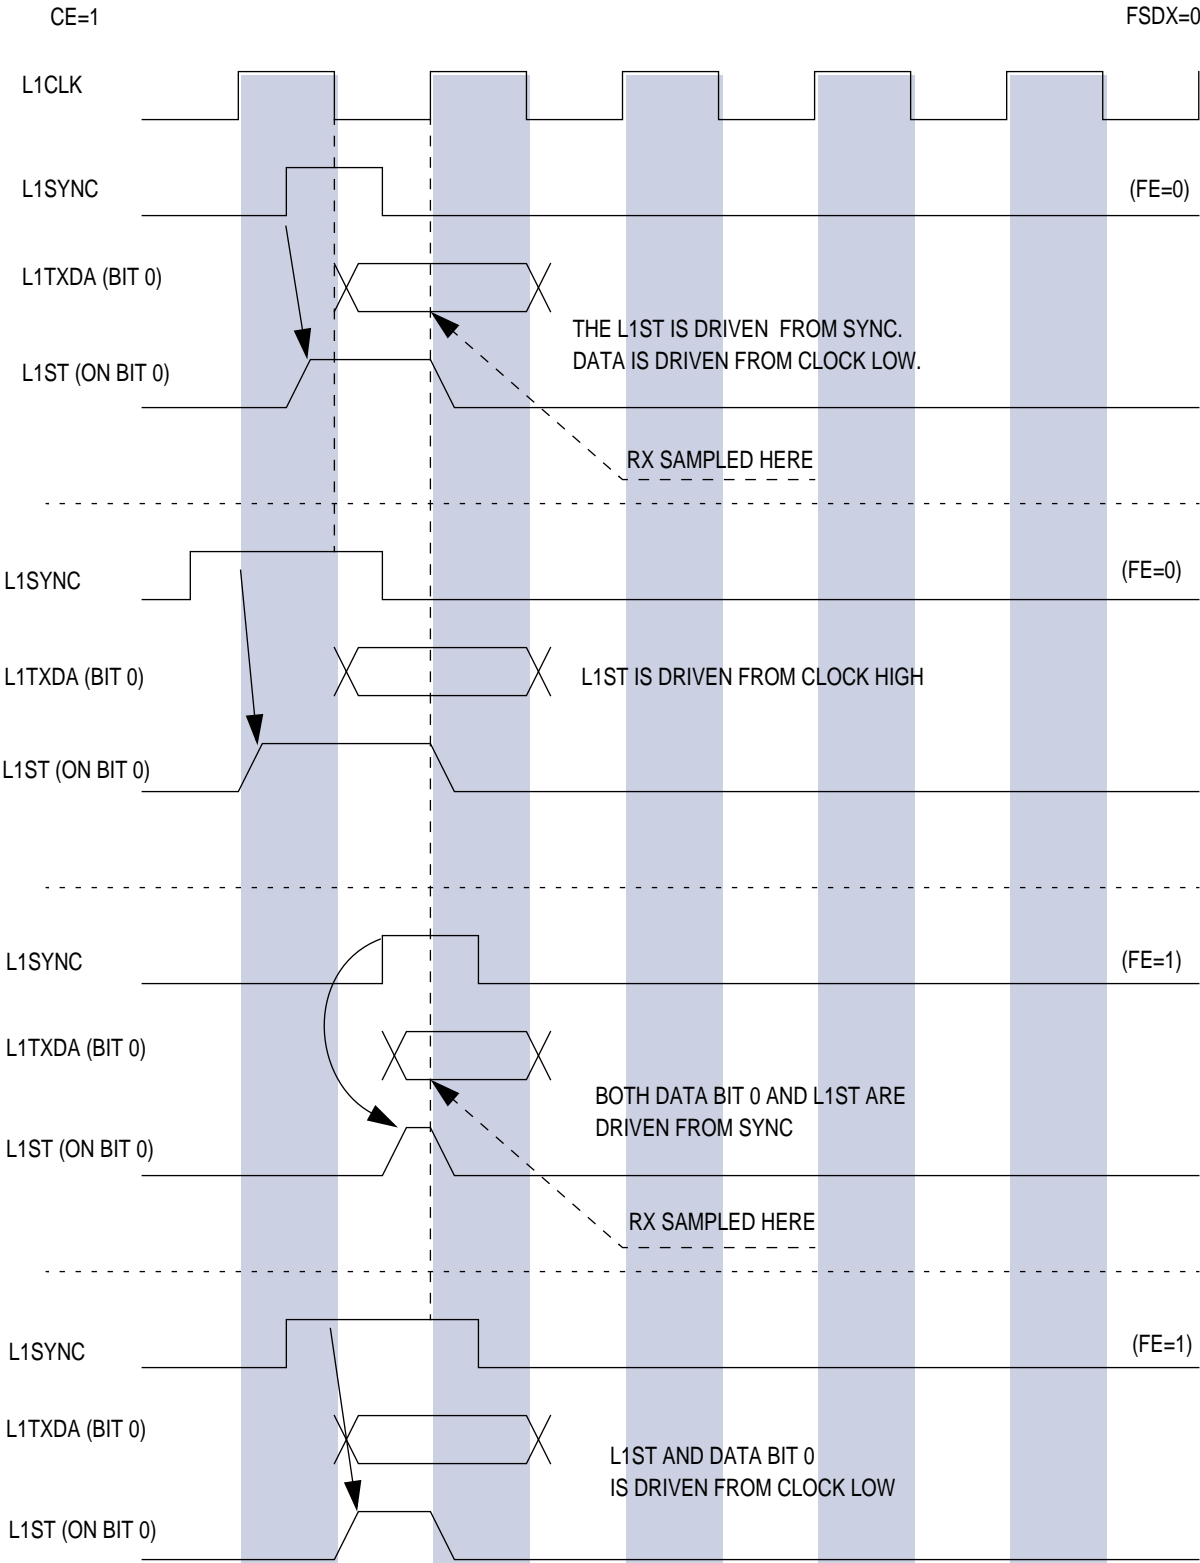 CE=1
FSDX=0
L1CLK
L1SYNC
(FE=0)
L1TXDA (BIT 0)
THE L1ST IS DRIVEN FROM SYNC.
DATA IS DRIVEN FROM CLOCK LOW.
L1ST (ON BIT 0)
RX SAMPLED HERE
L1SYNC
(FE=0)
L1TXDA (BIT 0)
L1ST IS DRIVEN FROM CLOCK HIGH
L1ST (ON BIT 0)
L1SYNC
(FE=1)
L1TXDA (BIT 0)
BOTH DATA BIT 0 AND L1ST ARE
DRIVEN FROM SYNC
L1ST (ON BIT 0)
RX SAMPLED HERE
L1SYNC
(FE=1)
L1TXDA (BIT 0)
L1ST AND DATA BIT 0
IS DRIVEN FROM CLOCK LOW
L1ST (ON BIT 0)